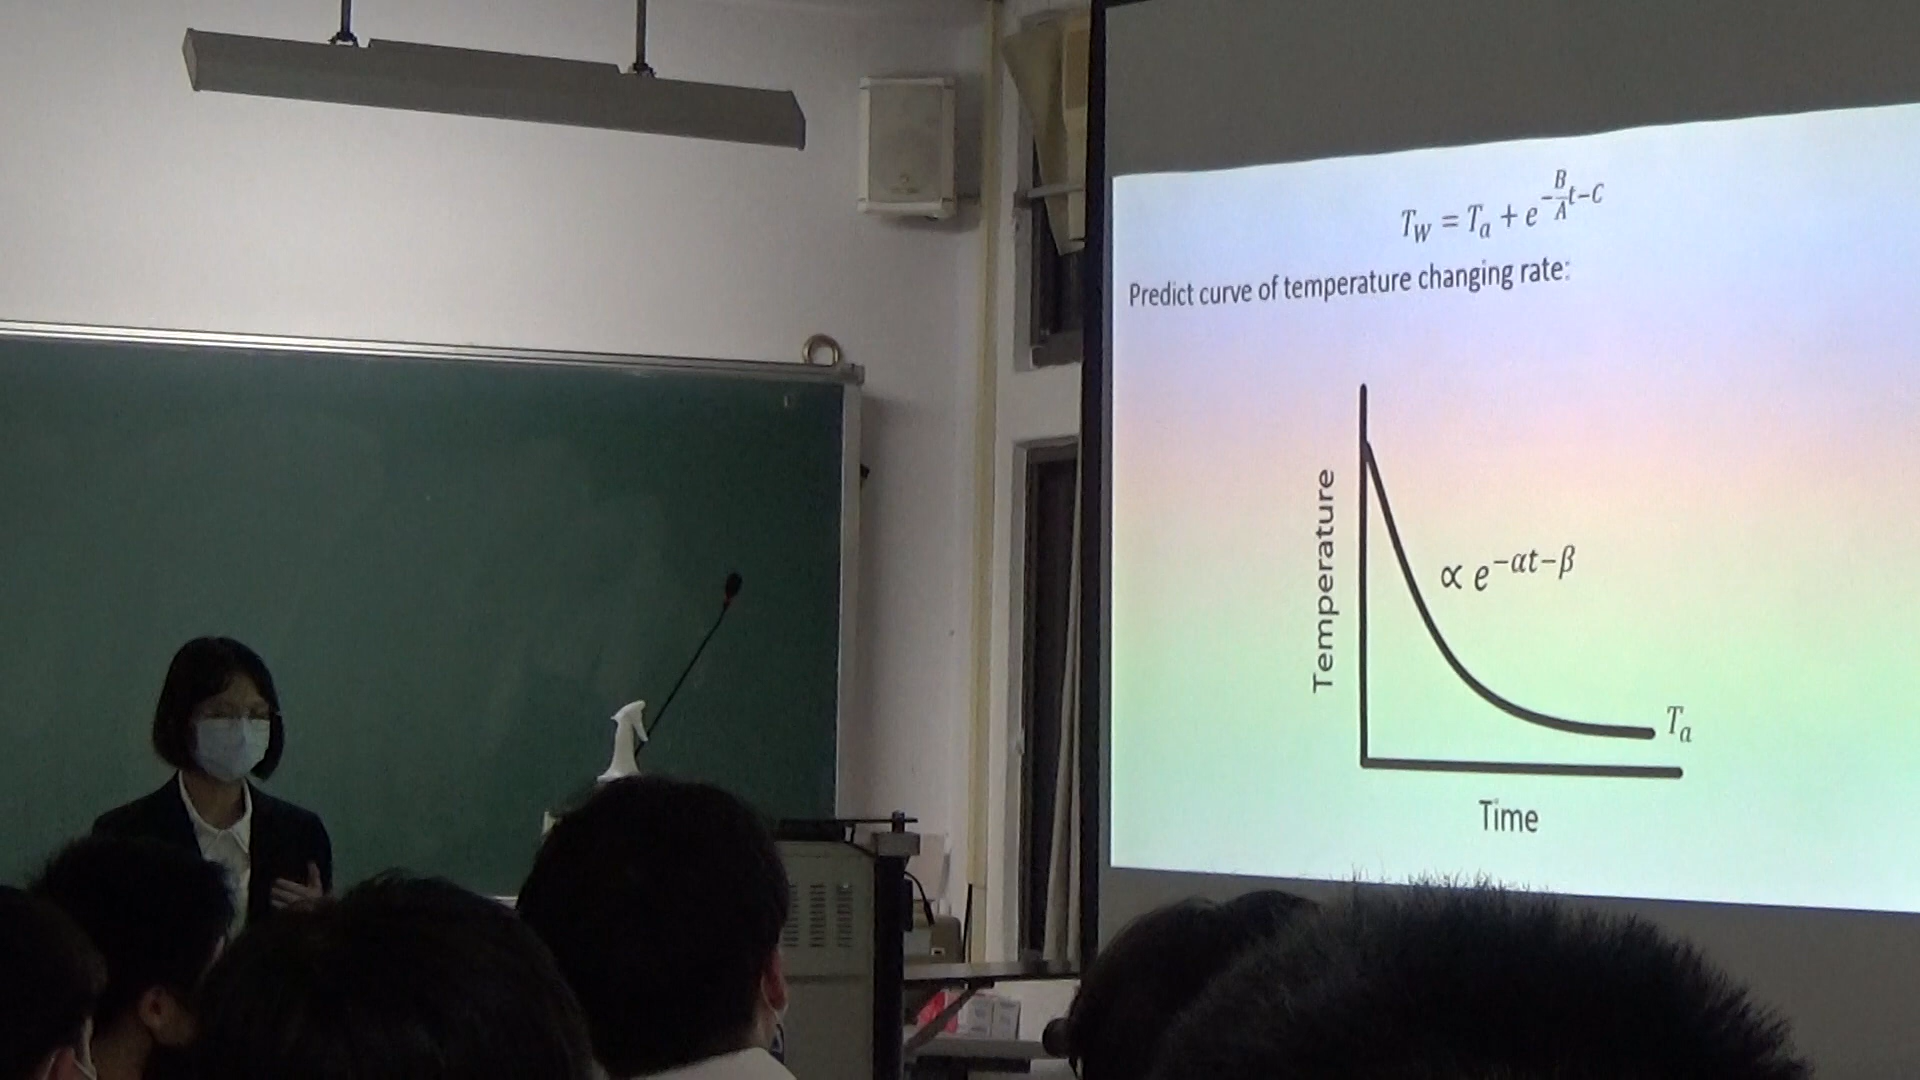 T_W = T_a + e^{-\frac{B}{A}t-C}
Predict curve of temperature changing rate:
Temperature
∝ e^{-αt-β}
T_a
Time